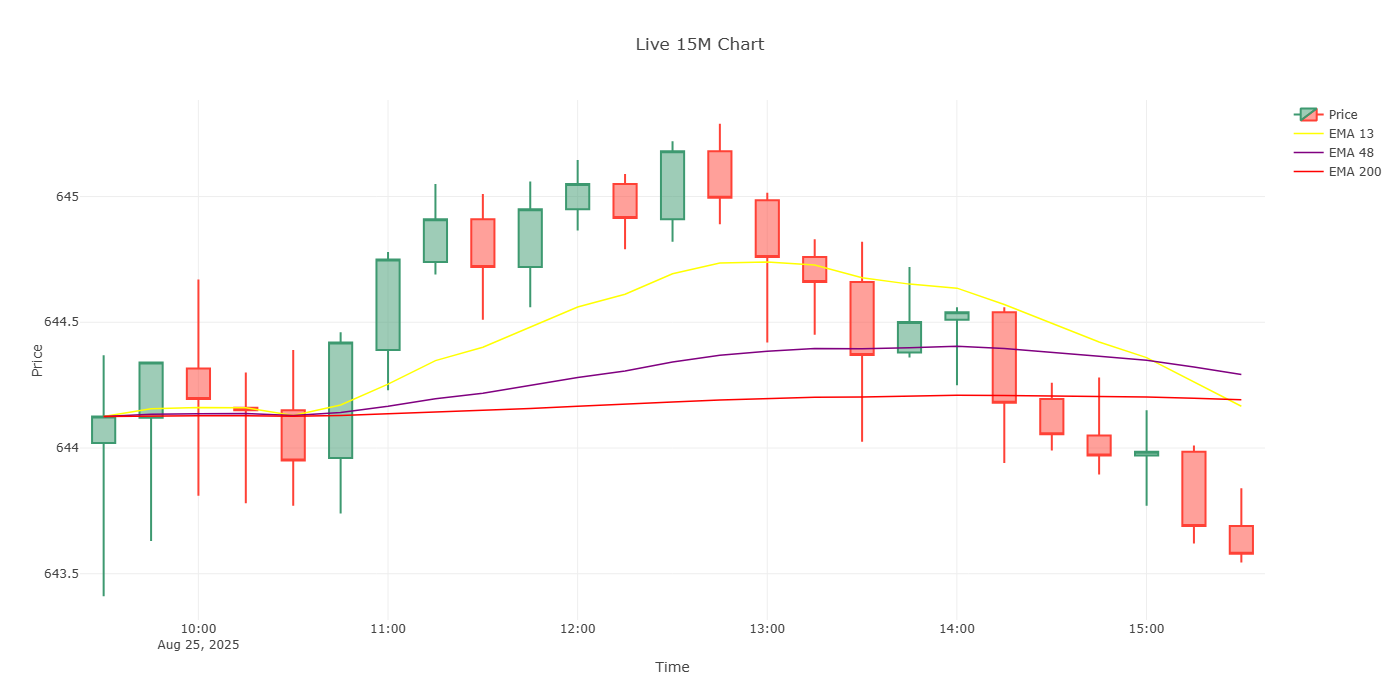 Live 15M Chart
Price
EMA 13
EMA 48
EMA 200
645
644.5
644
643.5
Price
10:00
Aug 25, 2025
11:00
12:00
13:00
14:00
15:00
Time